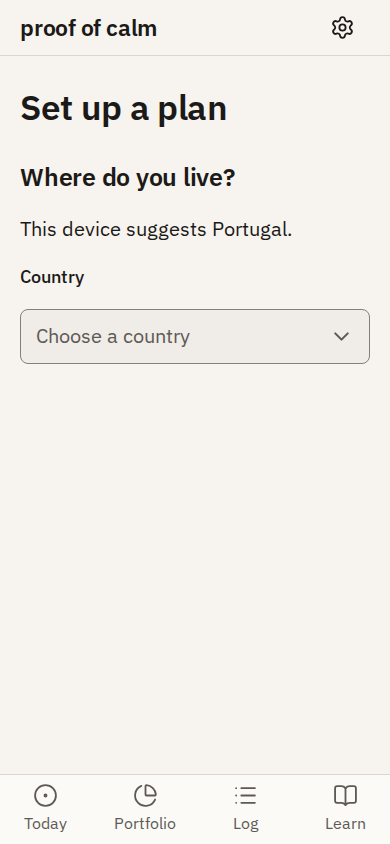 proof of calm
Set up a plan
Where do you live?
This device suggests Portugal.
Country
Choose a country
Today
Portfolio
Log
Learn